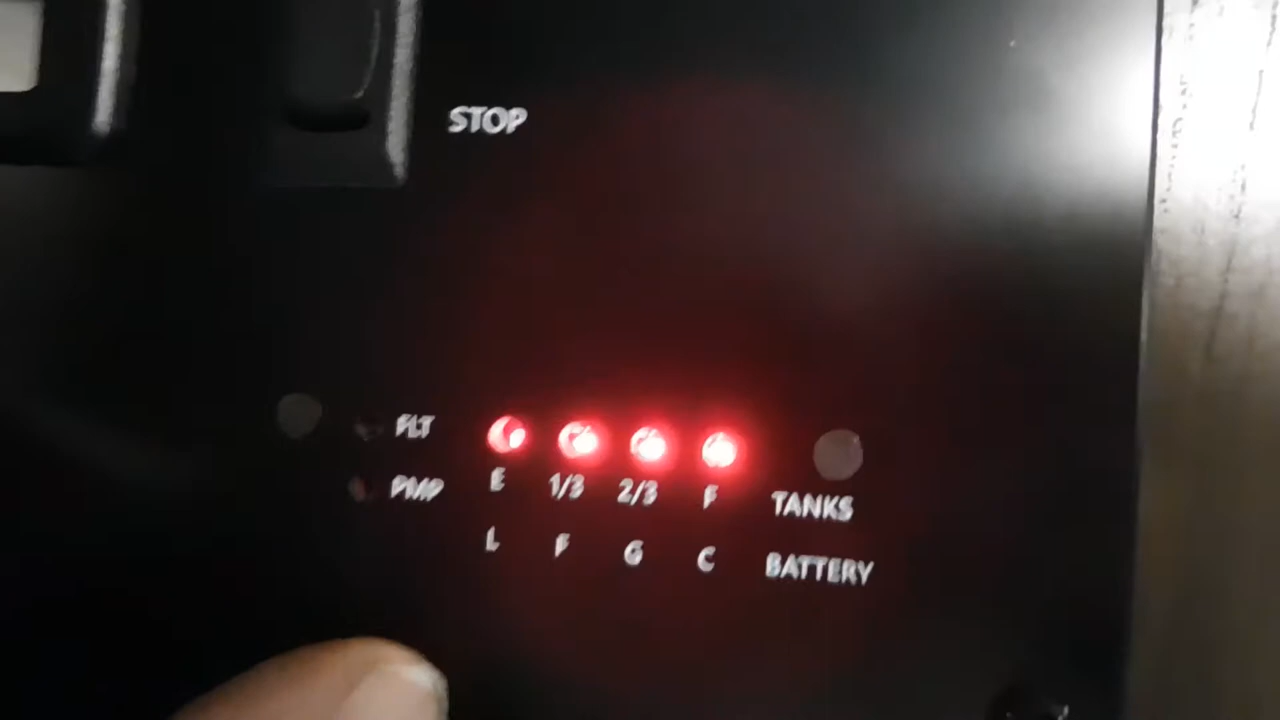 STOP
FLT
PMP
E 1/3 2/3 F TANKS
L F G C BATTERY